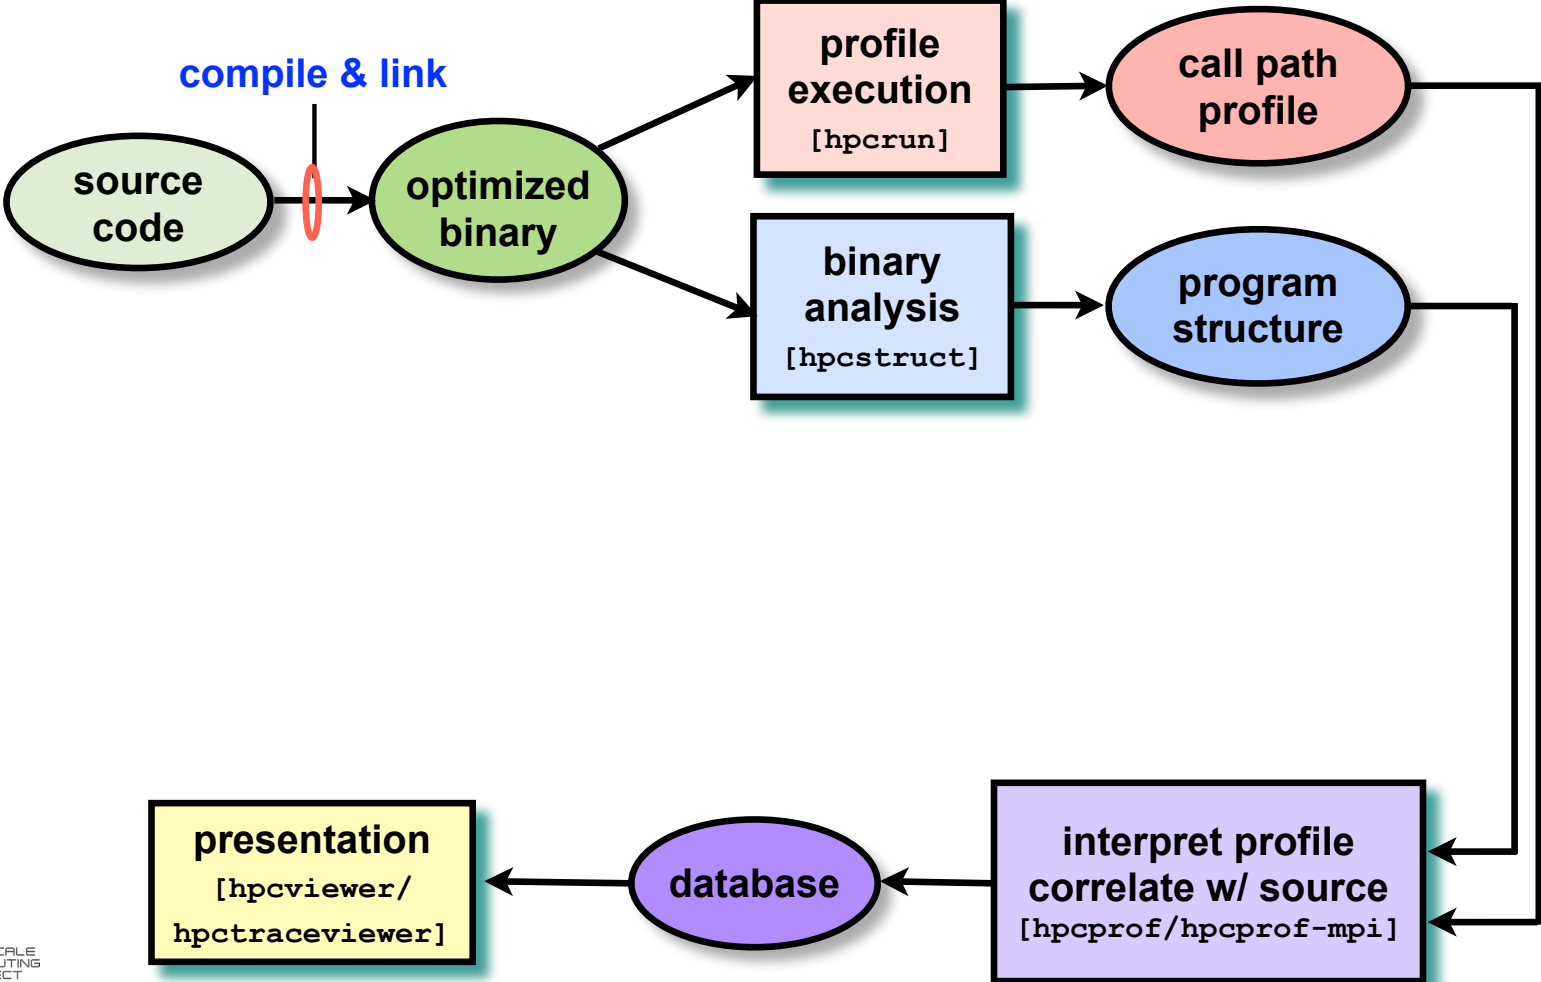 compile & link
source
code
optimized
binary
profile
execution
[hpcrun]
call path
profile
binary
analysis
[hpcstruct]
program
structure
interpret profile
correlate w/ source
[hpcprof/hpcprof-mpi]
database
presentation
[hpcviewer/
hpctraceviewer]